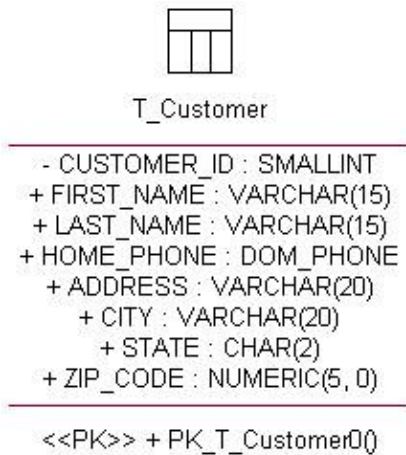 T_Customer
- CUSTOMER_ID : SMALLINT
+ FIRST_NAME : VARCHAR(15)
+ LAST_NAME : VARCHAR(15)
+ HOME_PHONE : DOM_PHONE
+ ADDRESS : VARCHAR(20)
+ CITY : VARCHAR(20)
+ STATE : CHAR(2)
+ ZIP_CODE : NUMERIC(5, 0)
<<PK>> + PK_T_Customer0()